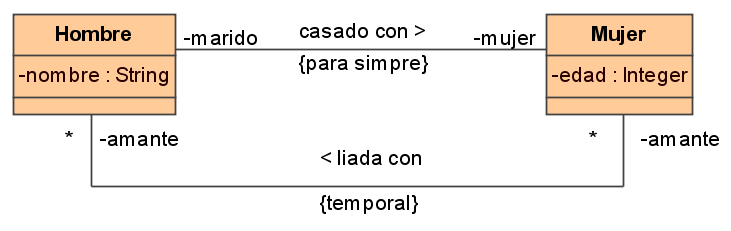 Hombre
-nombre : String
-marido
casado con >
{para simpre}
-mujer
Mujer
-edad : Integer
*
-amante
< liada con
{temporal}
*
-amante